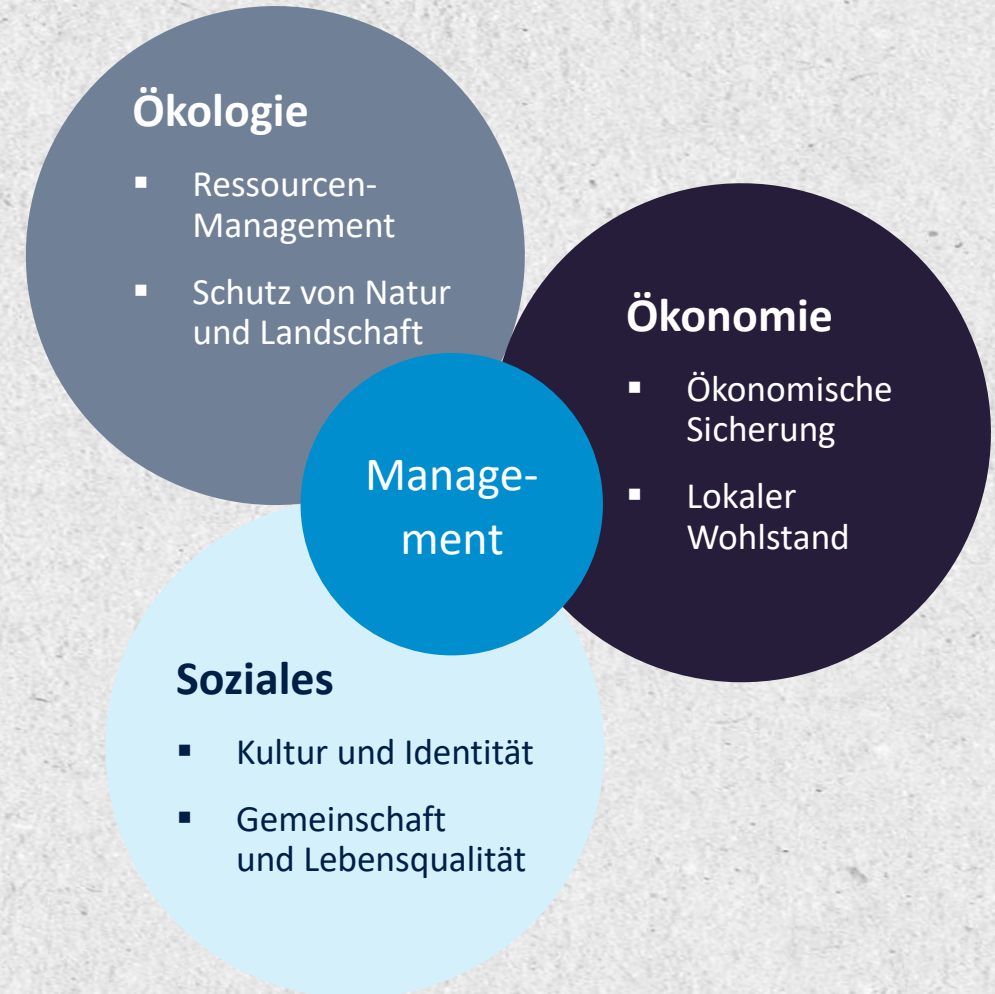 Ökologie
▪ Ressourcen-
Management
▪ Schutz von Natur
und Landschaft
Ökonomie
▪ Ökonomische
Sicherung
▪ Lokaler
Wohlstand
Manage-
ment
Soziales
▪ Kultur und Identität
▪ Gemeinschaft
und Lebensqualität